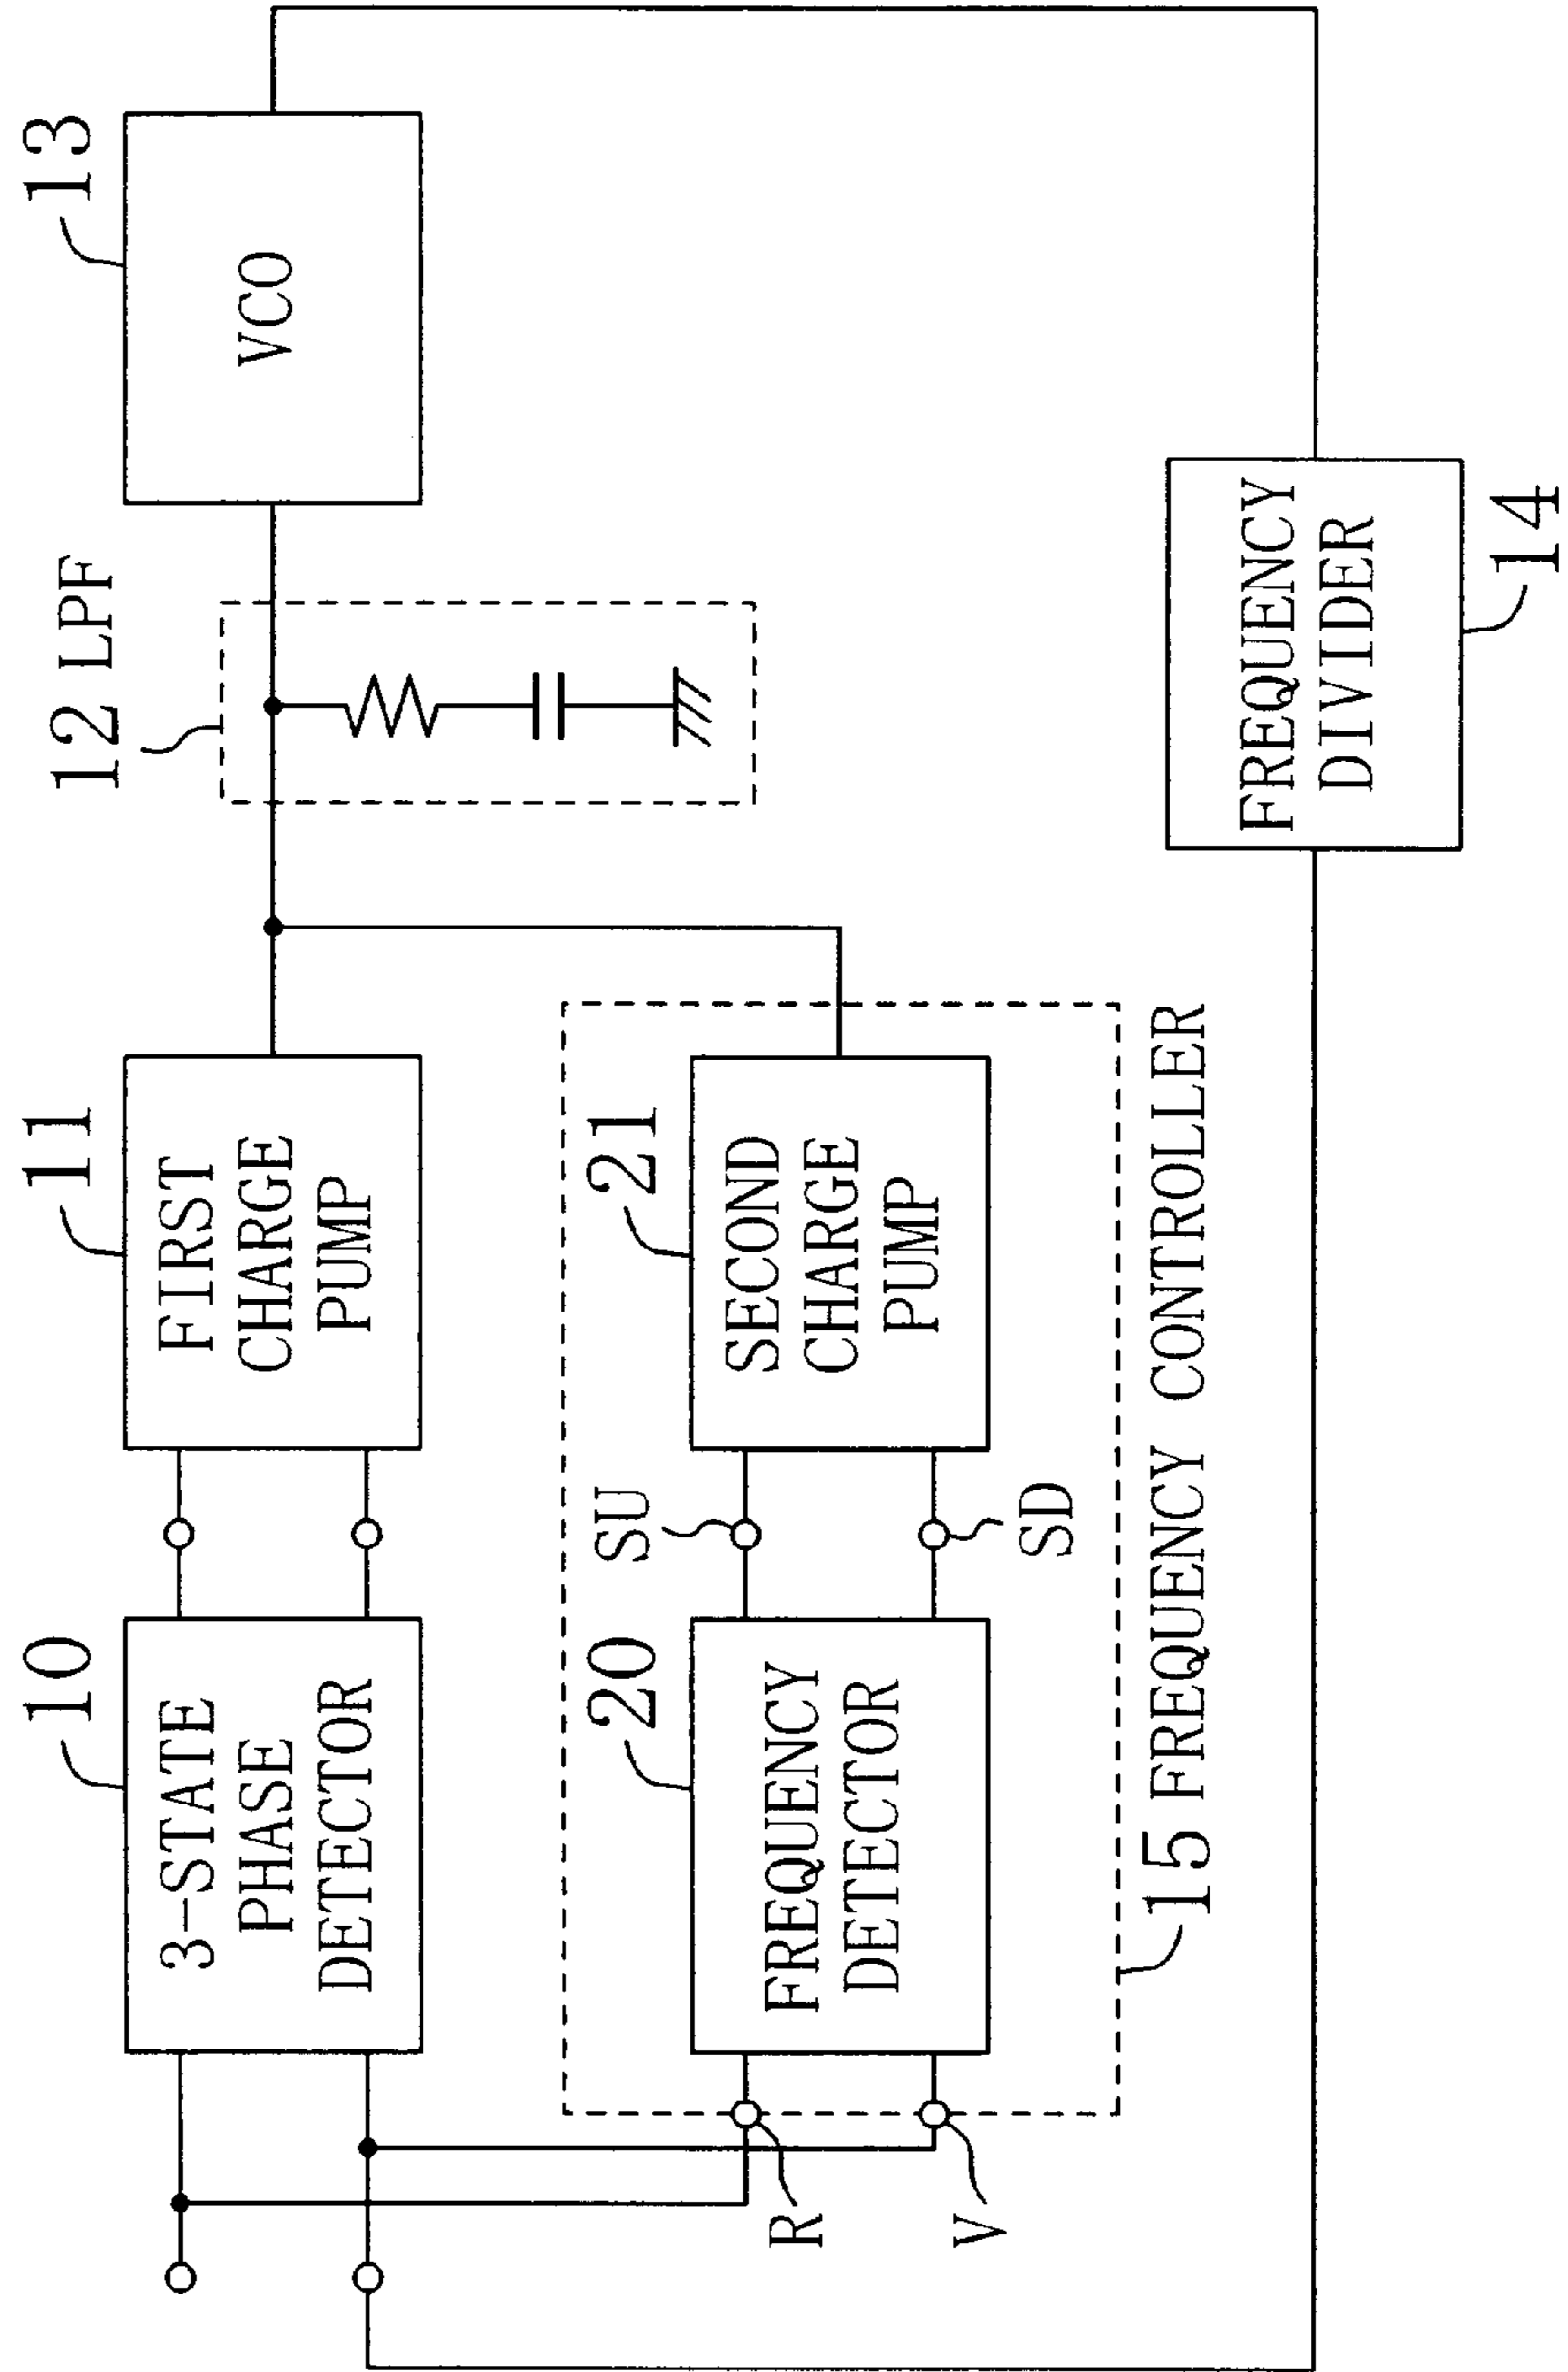 10
3-STATE
PHASE
DETECTOR
11
FIRST
CHARGE
PUMP
12 LPF
13
VCO
R
V
20
FREQUENCY
DETECTOR
SU
SD
21
SECOND
CHARGE
PUMP
15 FREQUENCY CONTROLLER
FREQUENCY
DIVIDER
14